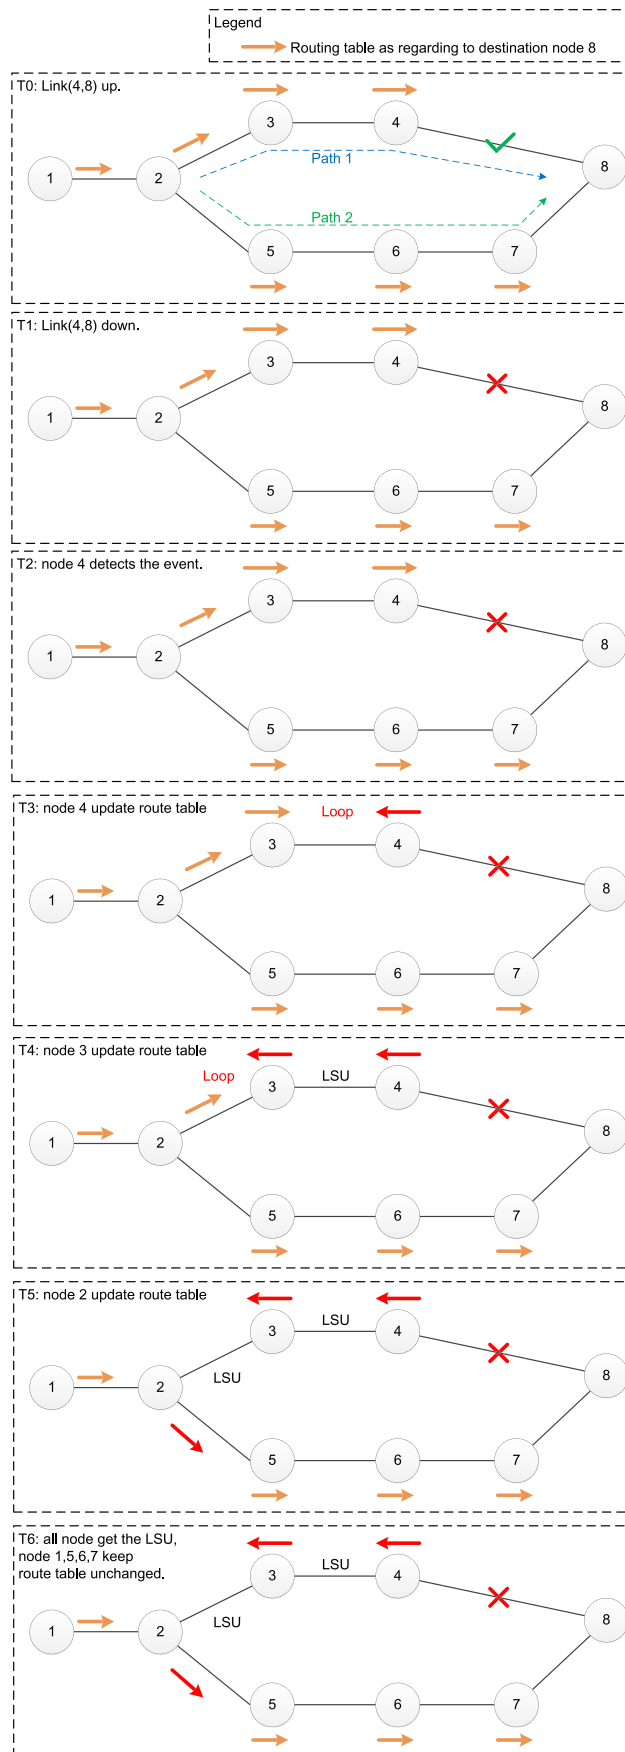 Legend
Routing table as regarding to destination node 8
T0: Link(4,8) up.
3
4
1
2
Path 1
8
Path 2
5
6
7
T1: Link(4,8) down.
3
4
1
2
8
5
6
7
T2: node 4 detects the event.
3
4
1
2
8
5
6
7
T3: node 4 update route table
Loop
3
4
1
2
8
5
6
7
T4: node 3 update route table
Loop
3
LSU
4
1
2
8
5
6
7
T5: node 2 update route table
3
LSU
4
LSU
1
2
8
5
6
7
T6: all node get the LSU,
node 1,5,6,7 keep
route table unchanged.
3
LSU
4
LSU
1
2
8
5
6
7